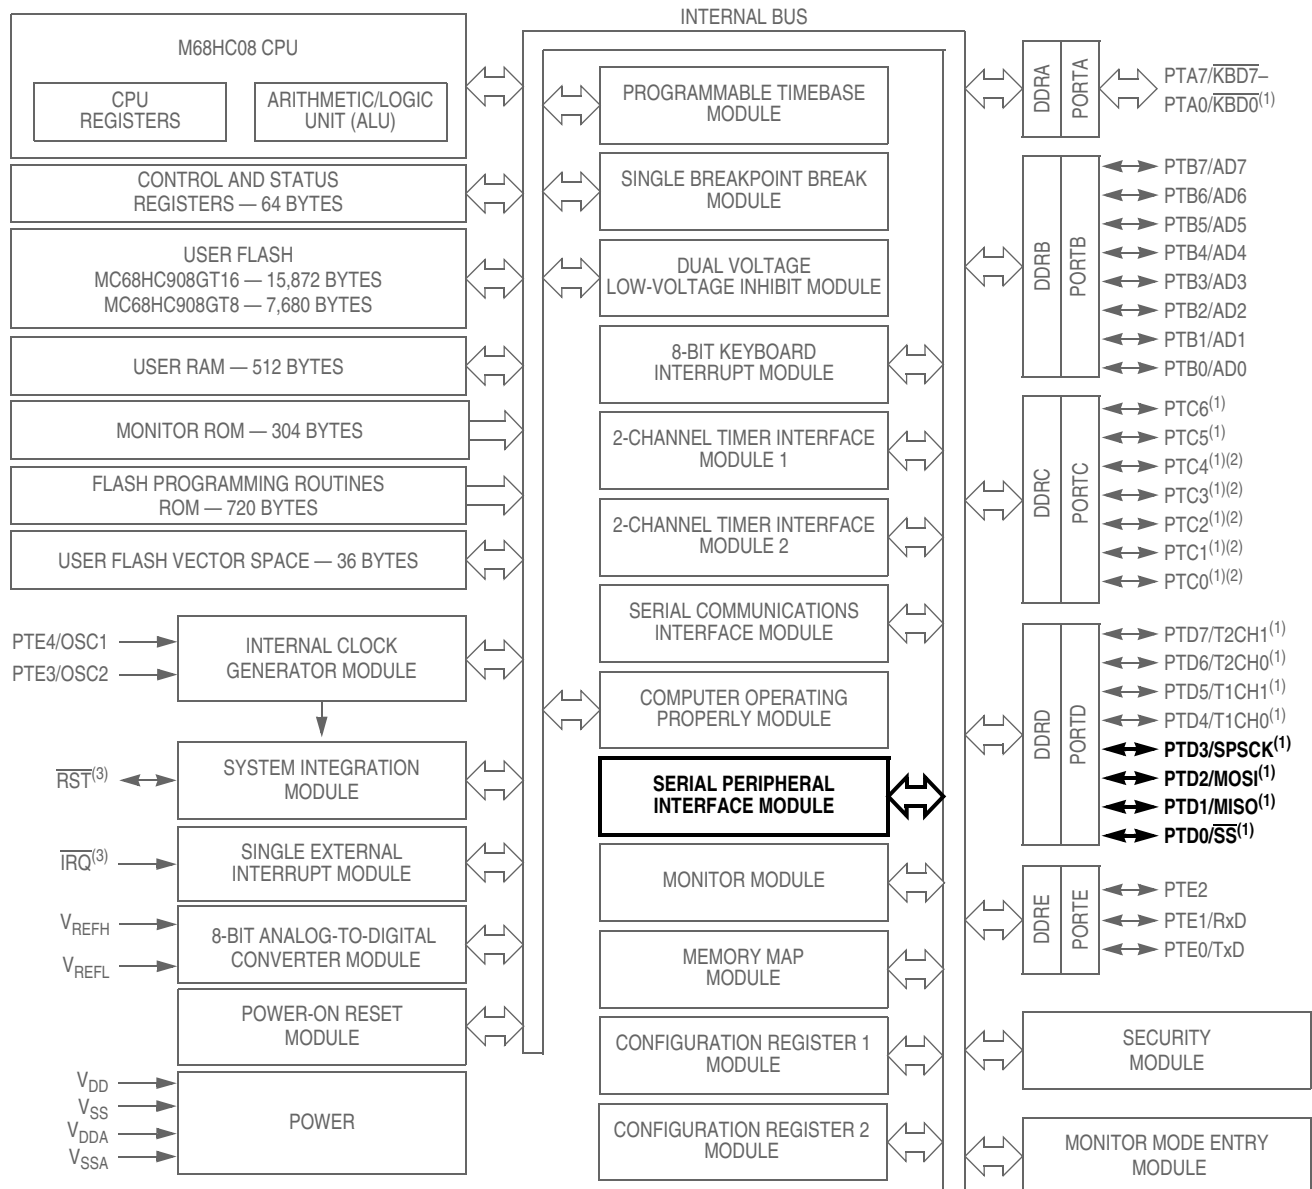 INTERNAL BUS
M68HC08 CPU
CPU
REGISTERS
ARITHMETIC/LOGIC
UNIT (ALU)
CONTROL AND STATUS
REGISTERS — 64 BYTES
USER FLASH
MC68HC908GT16 — 15,872 BYTES
MC68HC908GT8 — 7,680 BYTES
USER RAM — 512 BYTES
MONITOR ROM — 304 BYTES
FLASH PROGRAMMING ROUTINES
ROM — 720 BYTES
USER FLASH VECTOR SPACE — 36 BYTES
PTE4/OSC1
PTE3/OSC2
INTERNAL CLOCK
GENERATOR MODULE
RST(3)
SYSTEM INTEGRATION
MODULE
IRQ(3)
SINGLE EXTERNAL
INTERRUPT MODULE
VREFH
VREFL
8-BIT ANALOG-TO-DIGITAL
CONVERTER MODULE
POWER-ON RESET
MODULE
VDD
VSS
VDDA
VSSA
POWER
PROGRAMMABLE TIMEBASE
MODULE
SINGLE BREAKPOINT BREAK
MODULE
DUAL VOLTAGE
LOW-VOLTAGE INHIBIT MODULE
8-BIT KEYBOARD
INTERRUPT MODULE
2-CHANNEL TIMER INTERFACE
MODULE 1
2-CHANNEL TIMER INTERFACE
MODULE 2
SERIAL COMMUNICATIONS
INTERFACE MODULE
COMPUTER OPERATING
PROPERLY MODULE
SERIAL PERIPHERAL
INTERFACE MODULE
MONITOR MODULE
MEMORY MAP
MODULE
CONFIGURATION REGISTER 1
MODULE
CONFIGURATION REGISTER 2
MODULE
DDRA
PORTA
PTA7/KBD7–
PTA0/KBD0(1)
DDRB
PORTB
PTB7/AD7
PTB6/AD6
PTB5/AD5
PTB4/AD4
PTB3/AD3
PTB2/AD2
PTB1/AD1
PTB0/AD0
DDRC
PORTC
PTC6(1)
PTC5(1)
PTC4(1)(2)
PTC3(1)(2)
PTC2(1)(2)
PTC1(1)(2)
PTC0(1)(2)
DDRD
PORTD
PTD7/T2CH1(1)
PTD6/T2CH0(1)
PTD5/T1CH1(1)
PTD4/T1CH0(1)
PTD3/SPSCK(1)
PTD2/MOSI(1)
PTD1/MISO(1)
PTD0/SS(1)
DDRE
PORTE
PTE2
PTE1/RxD
PTE0/TxD
SECURITY
MODULE
MONITOR MODE ENTRY
MODULE